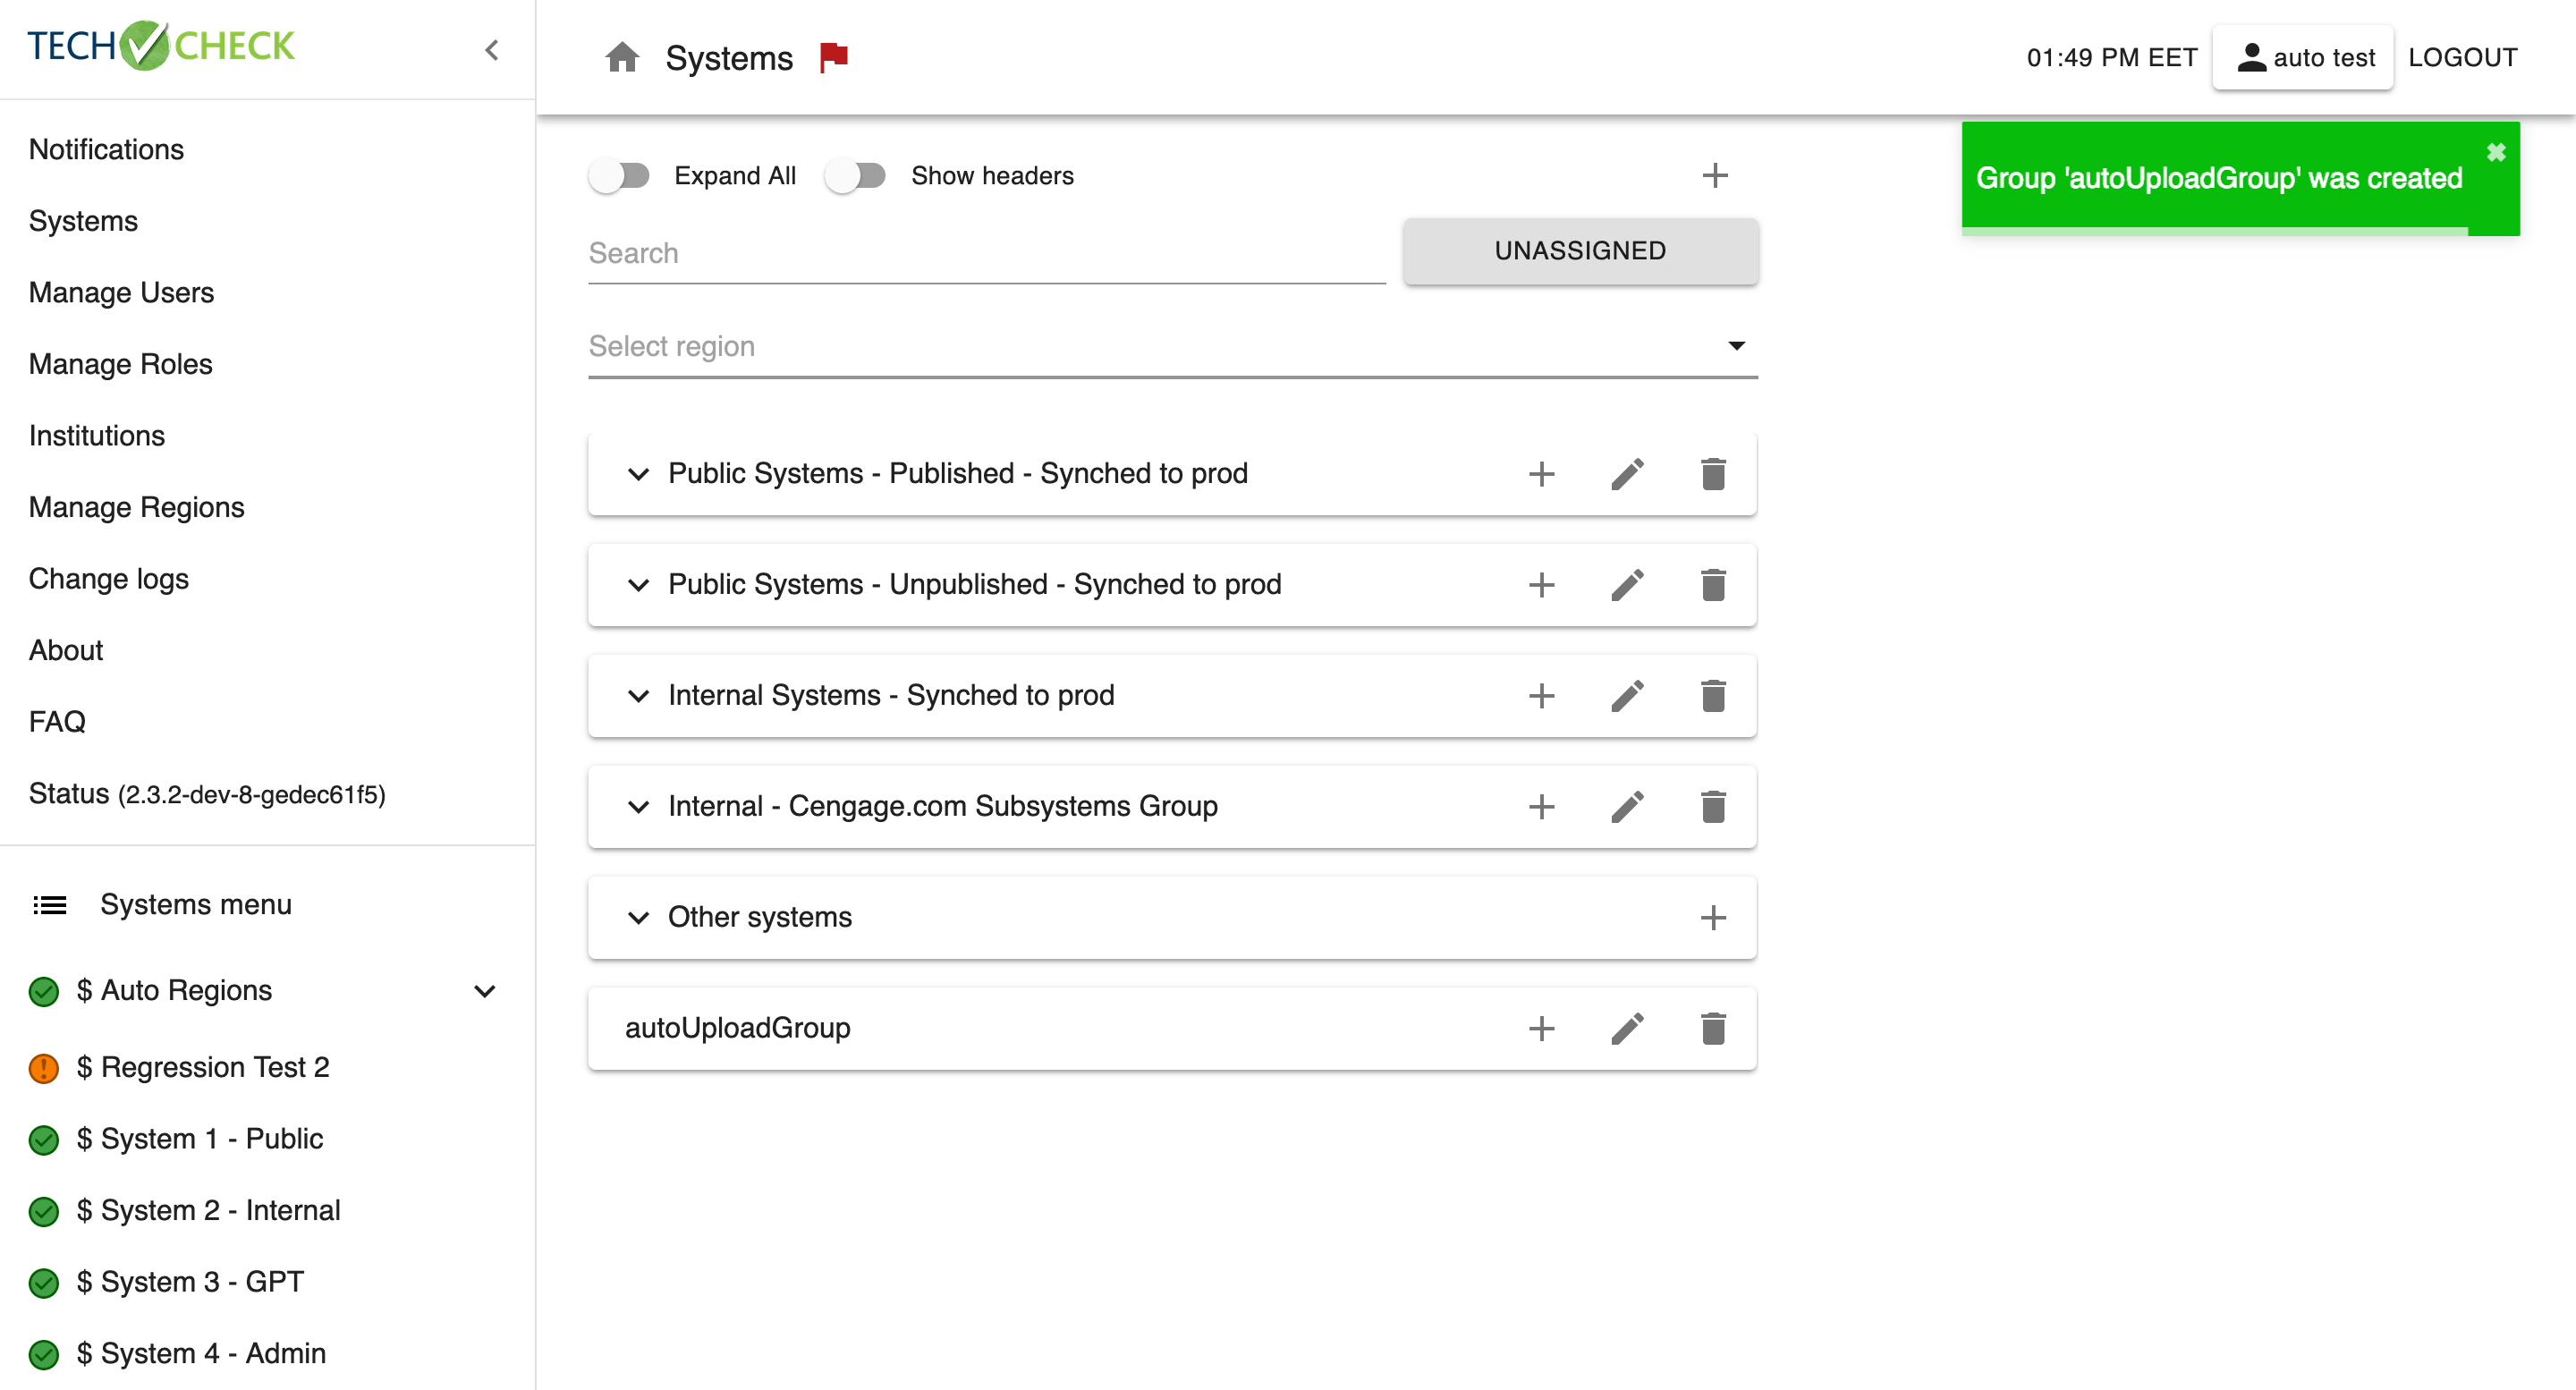 TECH CHECK
Notifications
Systems
Manage Users
Manage Roles
Institutions
Manage Regions
Change logs
About
FAQ
Status (2.3.2-dev-8-gedec61f5)
Systems menu
$ Auto Regions
$ Regression Test 2
$ System 1 - Public
$ System 2 - Internal
$ System 3 - GPT
$ System 4 - Admin
Systems
01:49 PM EET
auto test
LOGOUT
Expand All
Show headers
Search
UNASSIGNED
Select region
Public Systems - Published - Synched to prod
Public Systems - Unpublished - Synched to prod
Internal Systems - Synched to prod
Internal - Cengage.com Subsystems Group
Other systems
autoUploadGroup
Group 'autoUploadGroup' was created